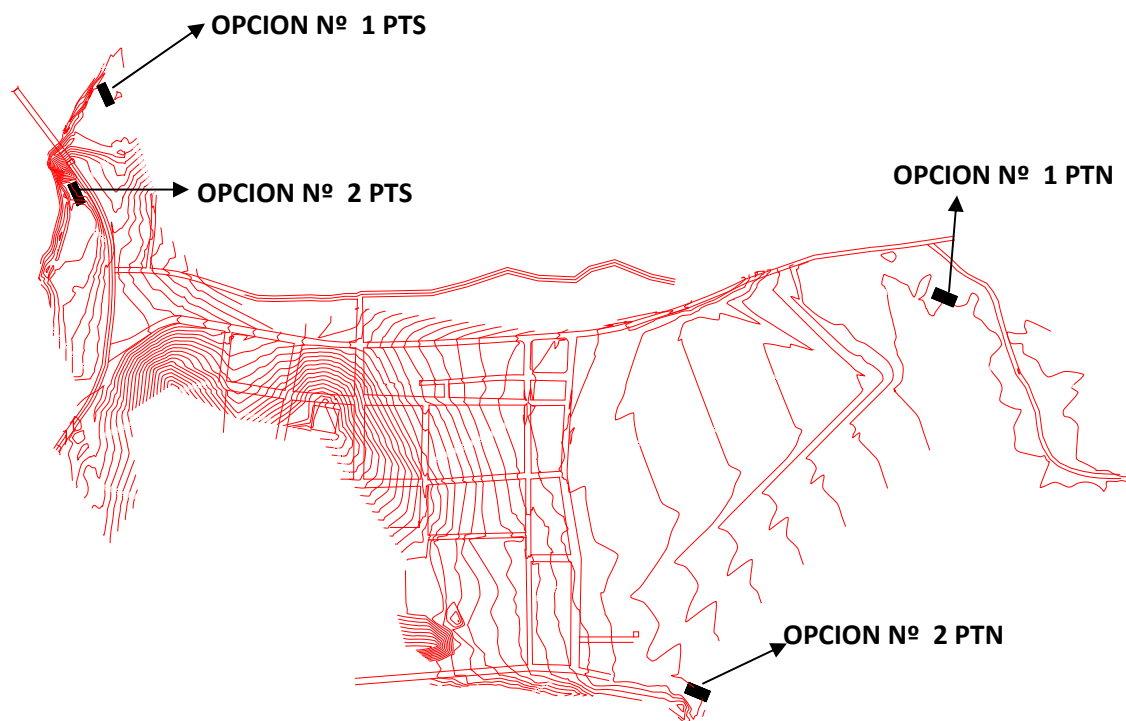 OPCION Nº 1 PTS
OPCION Nº 2 PTS
OPCION Nº 1 PTN
OPCION Nº 2 PTN